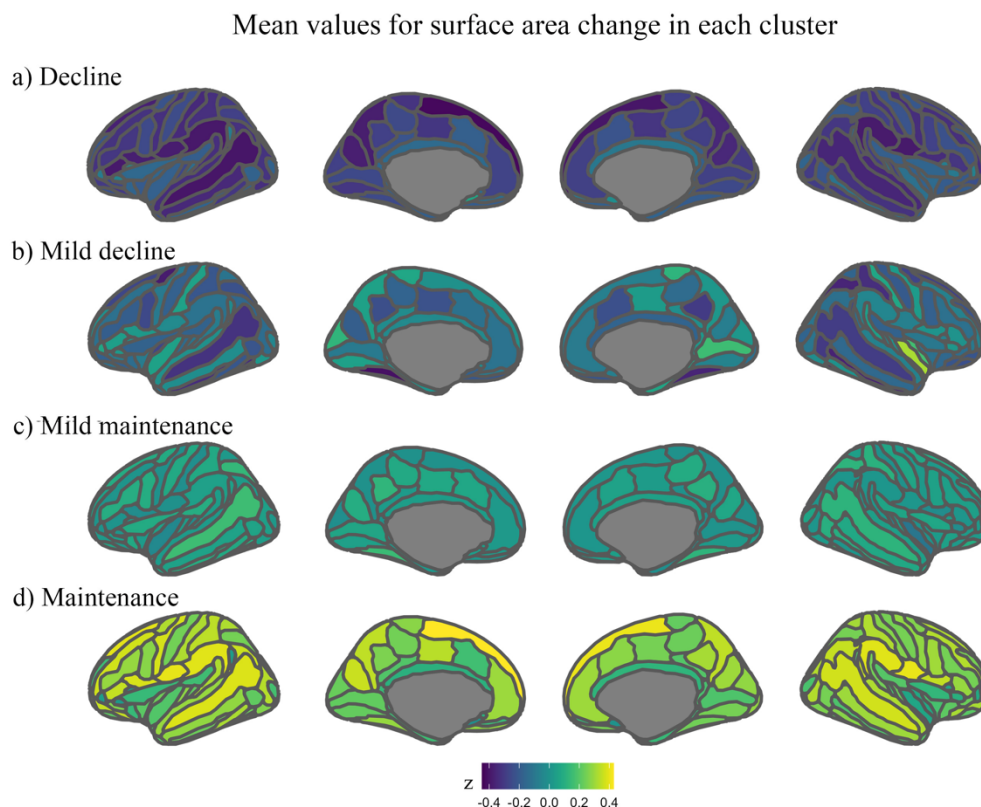 Mean values for surface area change in each cluster
a) Decline
b) Mild decline
c) Mild maintenance
d) Maintenance
z
-0.4 -0.2 0.0 0.2 0.4